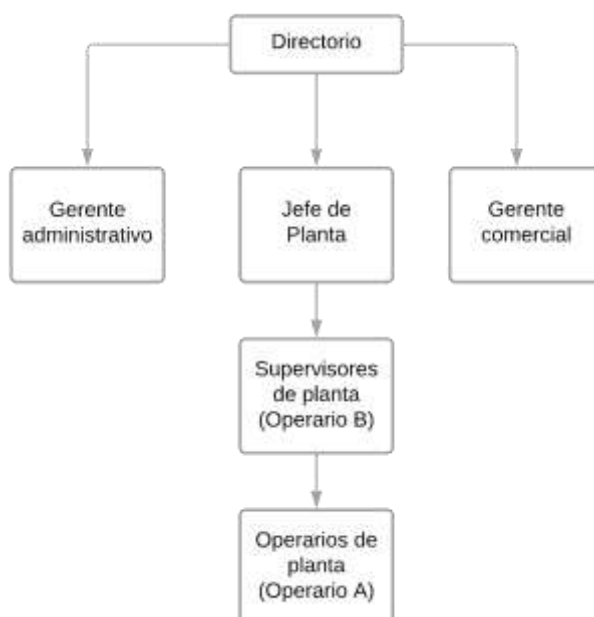 Directorio
Gerente
administrativo
Jefe de
Planta
Gerente
comercial
Supervisores
de planta
(Operario B)
Operarios de
planta
(Operario A)